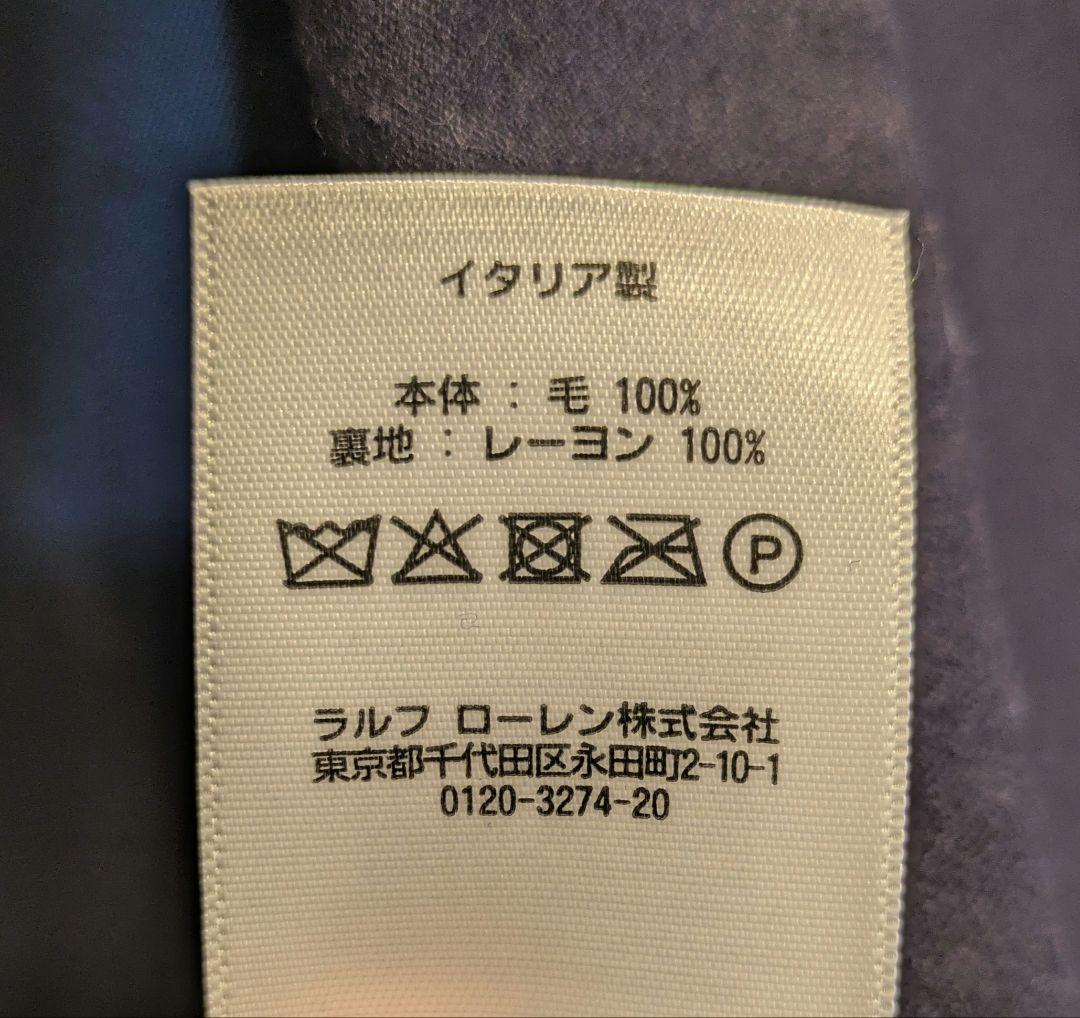 イタリア製
本体 : 毛 100%
裏地 : レーヨン 100%
P
ラルフ ローレン株式会社
東京都千代田区永田町2-10-1
0120-3274-20